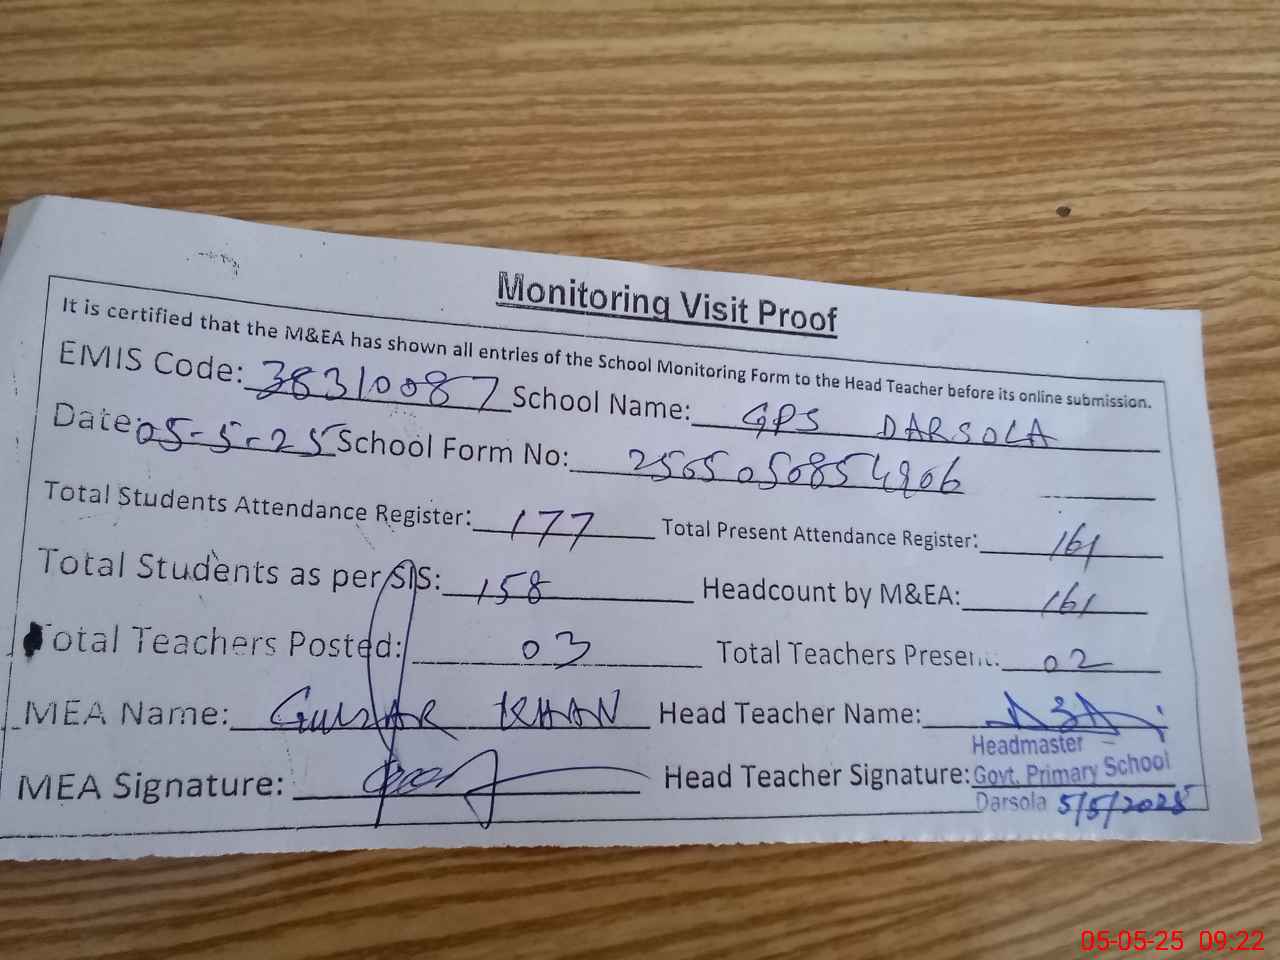 Monitoring Visit Proof
It is certified that the M&EA has shown all entries of the School Monitoring Form to the Head Teacher before its online submission.
EMIS Code: 38310087 School Name: GPS DARSOLA
Date: 05-5-25 School Form No: 2505050854906
Total Students Attendance Register: 177 Total Present Attendance Register: 161
Total Students as per SIS: 158 Headcount by M&EA: 161
Total Teachers Posted: 03 Total Teachers Present: 02
MEA Name: GULZAR KHAN Head Teacher Name:
MEA Signature: Head Teacher Signature:
Headmaster
Govt. Primary School
Darsola 5/5/2025
05-05-25 09:22